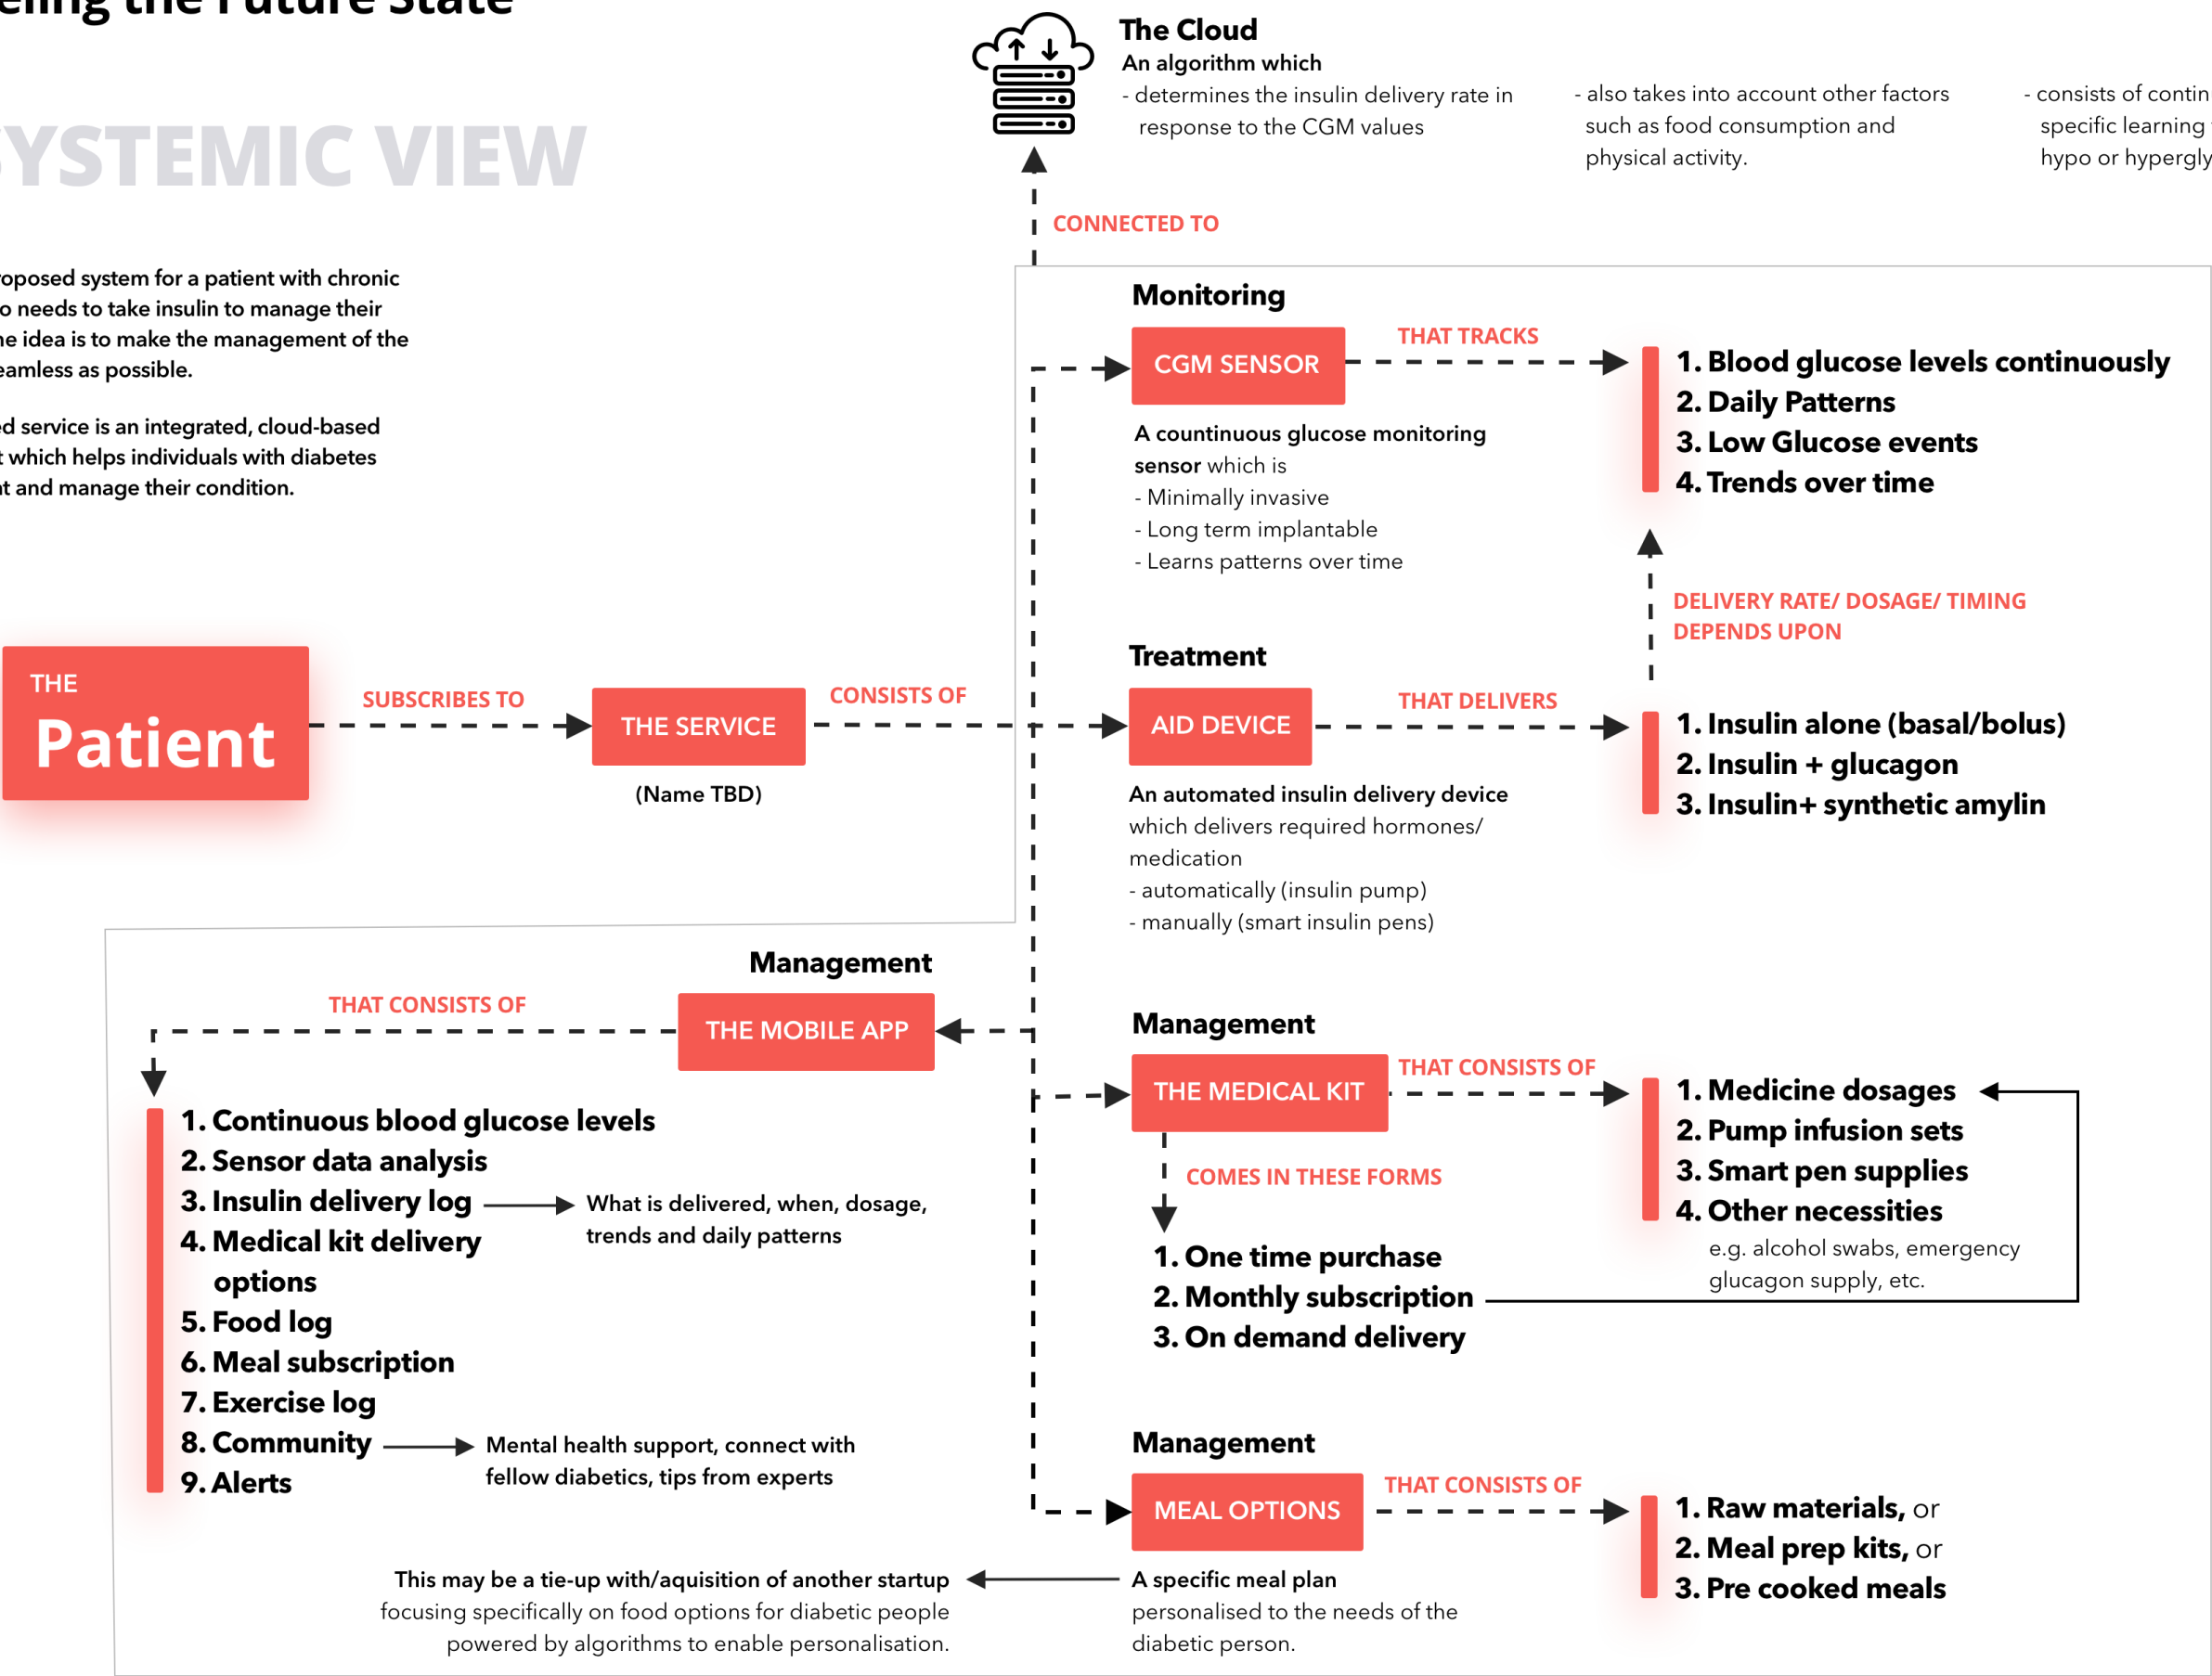 the Future State
SYSTEMIC VIEW
The Cloud
An algorithm which
- determines the insulin delivery rate in
response to the CGM values
- also takes into account other factors
such as food consumption and
physical activity.
- consists of contin
specific learning
hypo or hypergly
CONNECTED TO
roposed system for a patient with chronic
o needs to take insulin to manage their
he idea is to make the management of the
eamless as possible.
ed service is an integrated, cloud-based
t which helps individuals with diabetes
nt and manage their condition.
THE
Patient
SUBSCRIBES TO
THE SERVICE
(Name TBD)
CONSISTS OF
Monitoring
CGM SENSOR
THAT TRACKS
1. Blood glucose levels continuously
2. Daily Patterns
3. Low Glucose events
4. Trends over time
A countinuous glucose monitoring
sensor which is
- Minimally invasive
- Long term implantable
- Learns patterns over time
DELIVERY RATE/ DOSAGE/ TIMING
DEPENDS UPON
Treatment
AID DEVICE
THAT DELIVERS
1. Insulin alone (basal/bolus)
2. Insulin + glucagon
3. Insulin+ synthetic amylin
An automated insulin delivery device
which delivers required hormones/
medication
- automatically (insulin pump)
- manually (smart insulin pens)
Management
THE MOBILE APP
THAT CONSISTS OF
1. Continuous blood glucose levels
2. Sensor data analysis
3. Insulin delivery log
What is delivered, when, dosage,
trends and daily patterns
4. Medical kit delivery
options
5. Food log
6. Meal subscription
7. Exercise log
8. Community
Mental health support, connect with
fellow diabetics, tips from experts
9. Alerts
Management
THE MEDICAL KIT
THAT CONSISTS OF
1. Medicine dosages
2. Pump infusion sets
3. Smart pen supplies
4. Other necessities
e.g. alcohol swabs, emergency
glucagon supply, etc.
COMES IN THESE FORMS
1. One time purchase
2. Monthly subscription
3. On demand delivery
Management
MEAL OPTIONS
THAT CONSISTS OF
1. Raw materials, or
2. Meal prep kits, or
3. Pre cooked meals
A specific meal plan
personalised to the needs of the
diabetic person.
This may be a tie-up with/aquisition of another startup
focusing specifically on food options for diabetic people
powered by algorithms to enable personalisation.